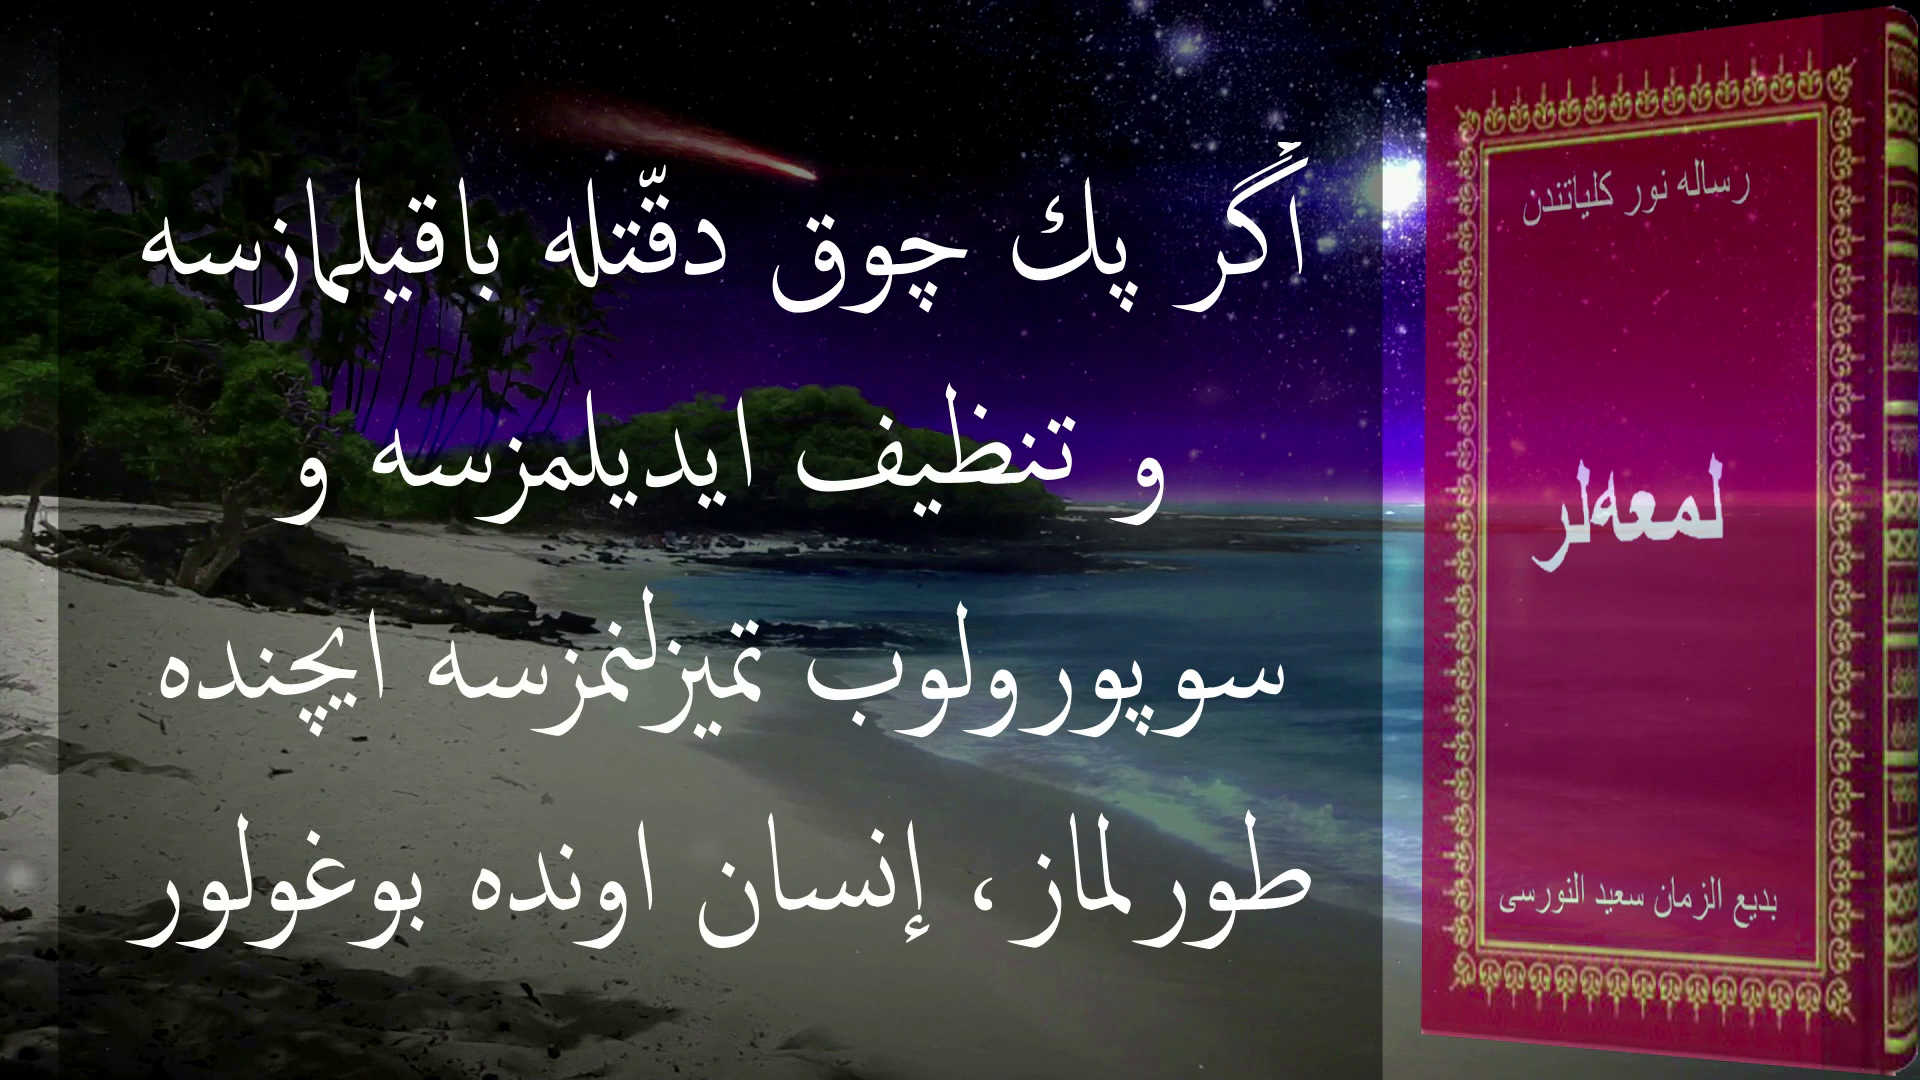 اگر پك چوق دقّتله باقیلمازسه
و تنظیف ایدیلمزسه و
سوپورولوب تمیزلنمزسه ایچنده
طورلماز، إنسان اونده بوغولور
رساله نور كلیاتندن
لمعه‌لر
بدیع الزمان سعید النورسی